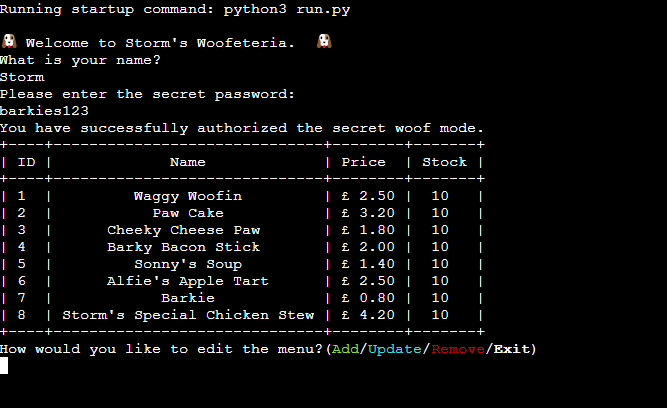 Running startup command: python3 run.py
🐶 Welcome to Storm's Woofeteria. 🐶
What is your name?
Storm
Please enter the secret password:
barkies123
You have successfully authorized the secret woof mode.
+----+-------------------------------+--------+-------+
| ID | Name | Price | Stock |
+----+-------------------------------+--------+-------+
| 1 | Waggy Woofin | £ 2.50 | 10 |
| 2 | Paw Cake | £ 3.20 | 10 |
| 3 | Cheeky Cheese Paw | £ 1.80 | 10 |
| 4 | Barky Bacon Stick | £ 2.00 | 10 |
| 5 | Sonny's Soup | £ 1.40 | 10 |
| 6 | Alfie's Apple Tart | £ 2.50 | 10 |
| 7 | Barkie | £ 0.80 | 10 |
| 8 | Storm's Special Chicken Stew | £ 4.20 | 10 |
+----+-------------------------------+--------+-------+
How would you like to edit the menu?(Add/Update/Remove/Exit)